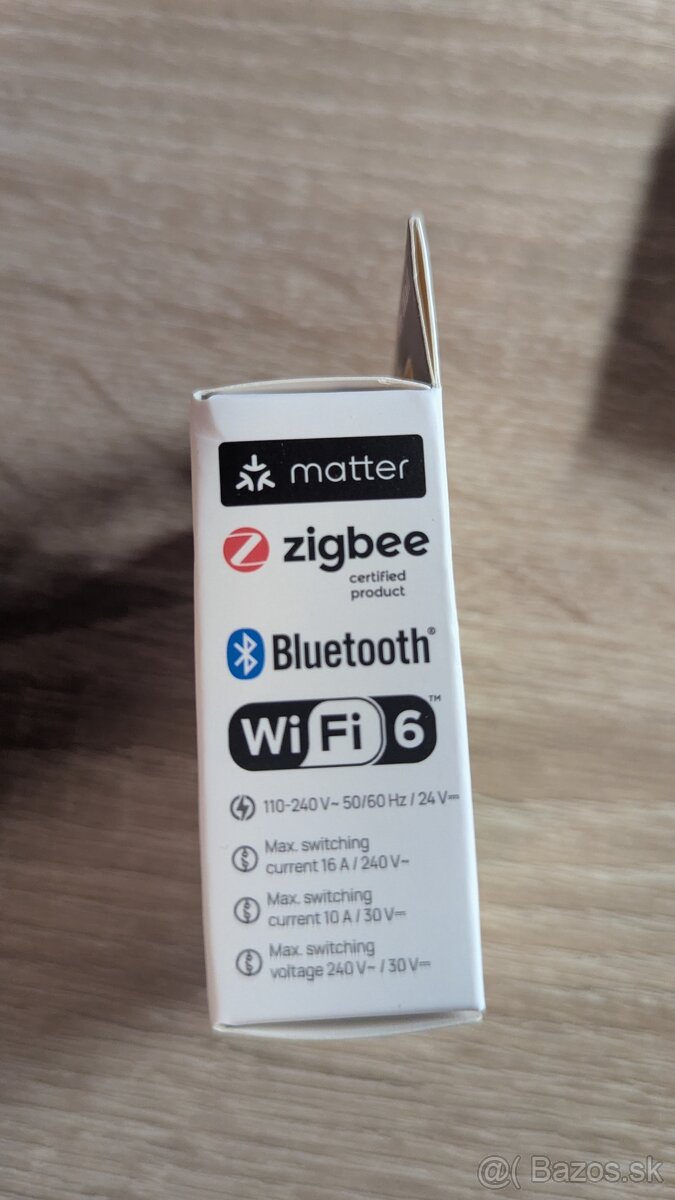 matter
zigbee
certified
product
Bluetooth®
WiFi 6™
110-240 V~ 50/60 Hz / 24 V⎓
Max. switching
current 16 A / 240 V~
Max. switching
current 10 A / 30 V⎓
Max. switching
voltage 240 V~ / 30 V⎓
@( Bazos.sk